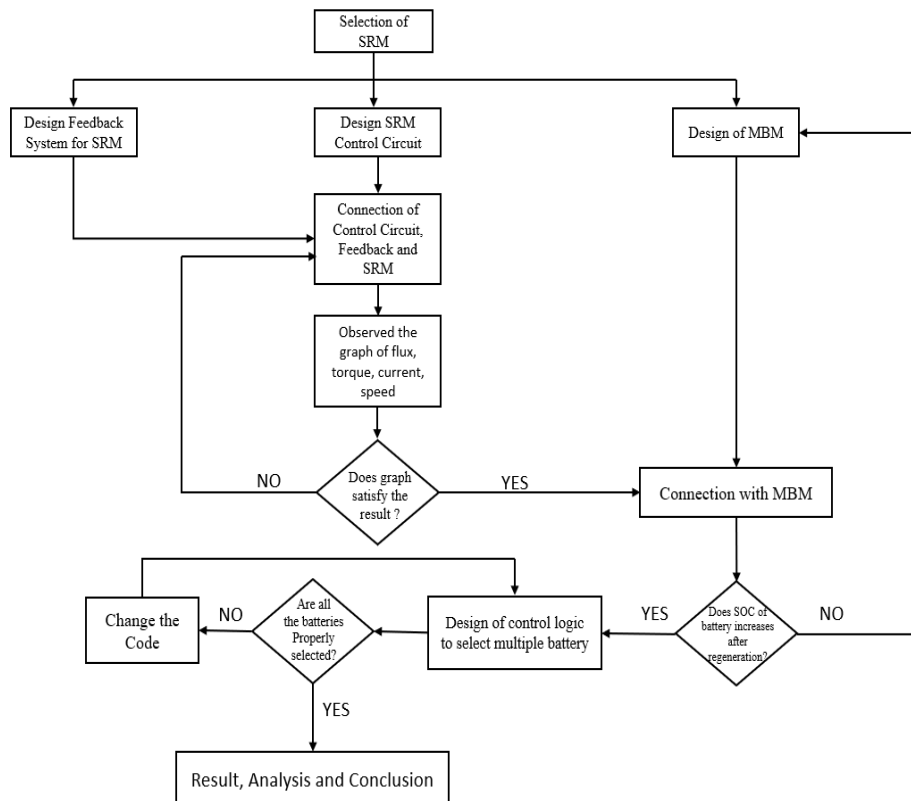 Selection of
SRM
Design Feedback
System for SRM
Design SRM
Control Circuit
Design of MBM
Connection of
Control Circuit,
Feedback and
SRM
Observed the
graph of flux,
torque, current,
speed
NO
Does graph
satisfy the
result ?
YES
Connection with MBM
Change the
Code
NO
Are all
the batteries
Properly
selected?
Design of control logic
to select multiple battery
YES
Does SOC of
battery increases
after
regeneration?
NO
YES
Result, Analysis and Conclusion